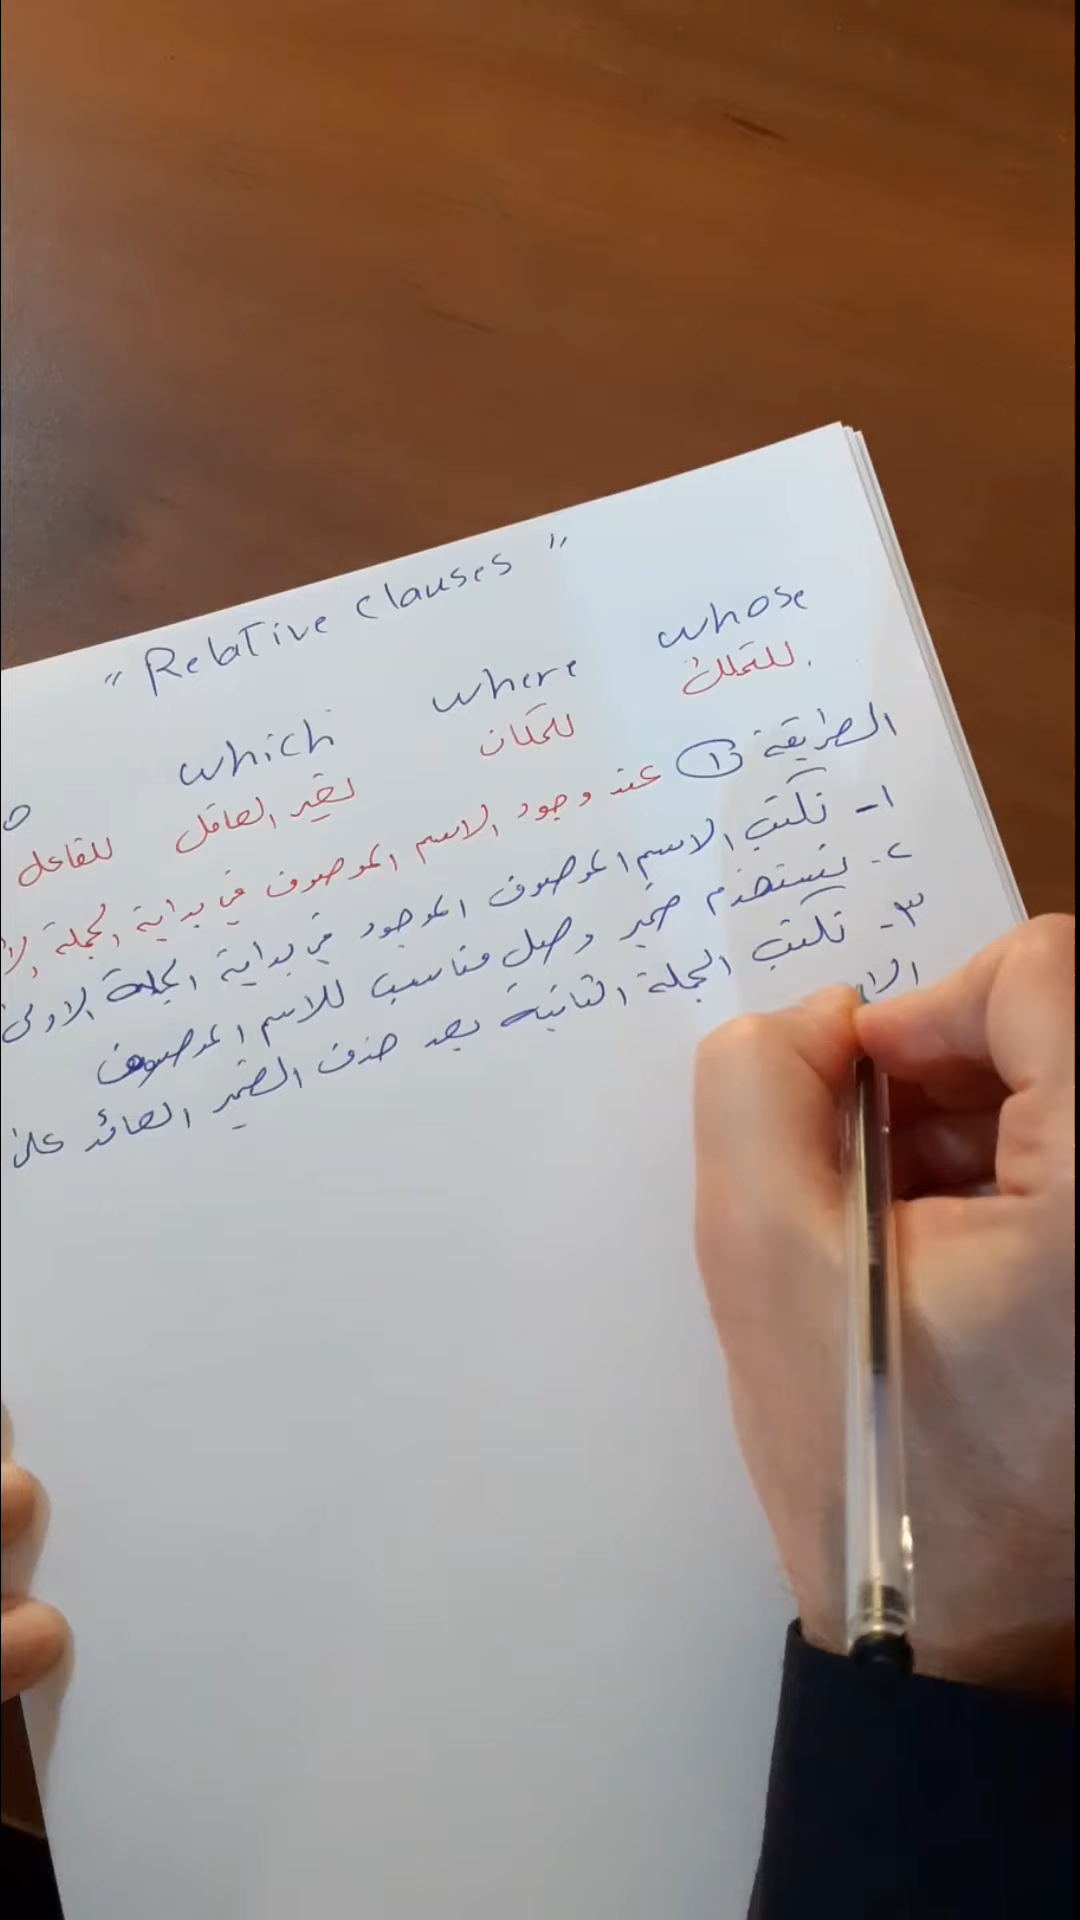 " Relative clauses "
which where whose
للفاعل لغير العاقل للمكان للتملك
الطريقة ١ عند وجود الاسم الموصوف في بداية الجملة
١- نكتب الاسم الموصوف الموجود في بداية الجملة الاولى
٢- نستخدم ضمير وصل مناسب للاسم الموصوف
٣- نكتب الجملة الثانية بعد حذف الضمير العائد على